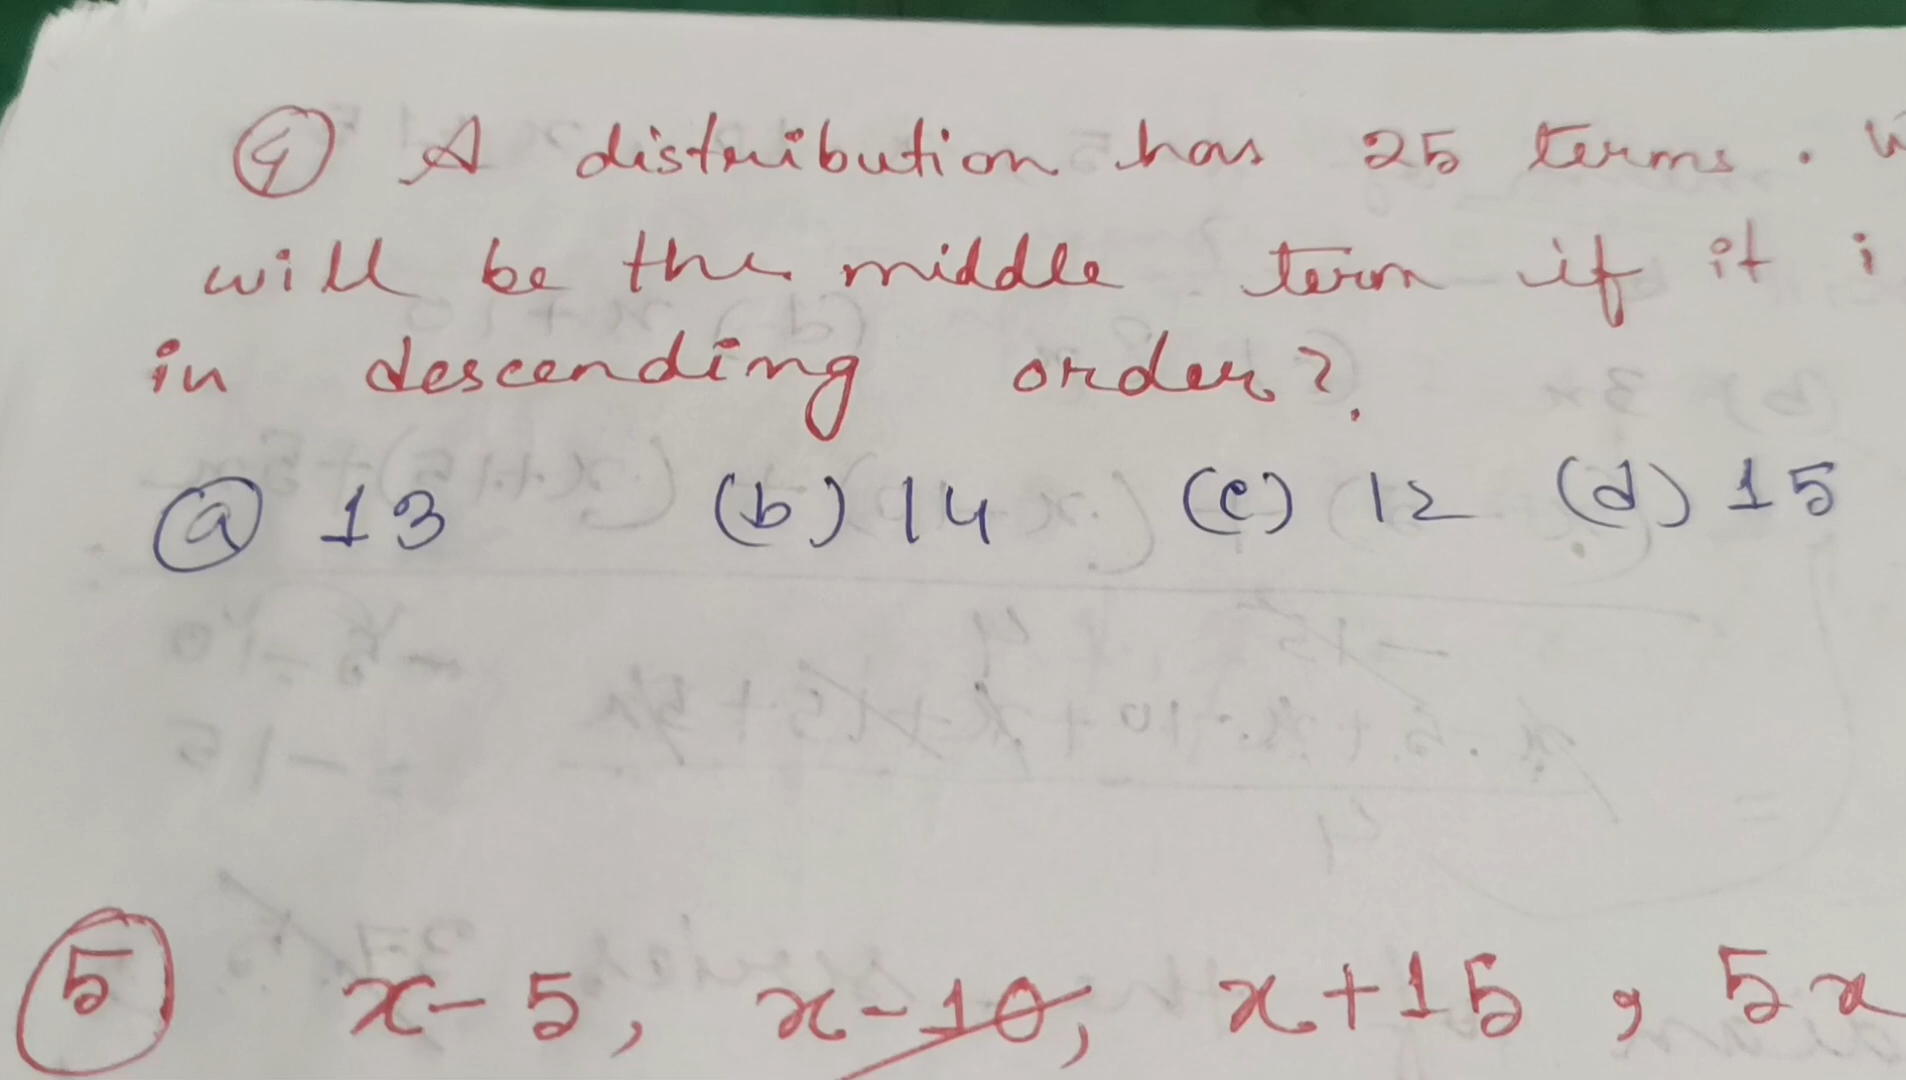 4 A distribution has 25 terms.
will be the middle term if it i
in descending order?
(a) 13 (b) 14 (c) 12 (d) 15
5 x-5, x-10, x+15, 5x